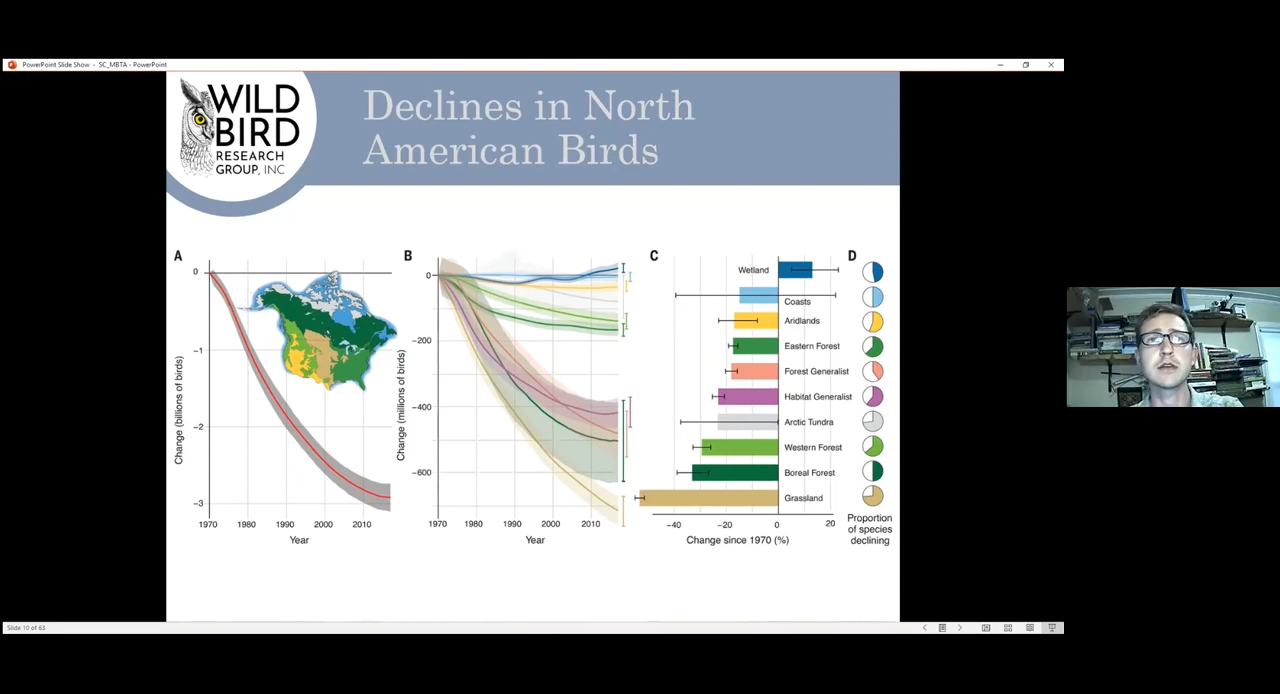 PowerPoint Slide Show - SC_MBTA - PowerPoint
WILD
BIRD
RESEARCH
GROUP, INC
Declines in North
American Birds
A
0
−1
−2
−3
Change (billions of birds)
1970
1980
1990
2000
2010
Year
B
0
−200
−400
−600
Change (millions of birds)
1970
1980
1990
2000
2010
Year
C
Wetland
Coasts
Aridlands
Eastern Forest
Forest Generalist
Habitat Generalist
Arctic Tundra
Western Forest
Boreal Forest
Grassland
−40
−20
0
20
Change since 1970 (%)
D
Proportion
of species
declining
Slide 10 of 63